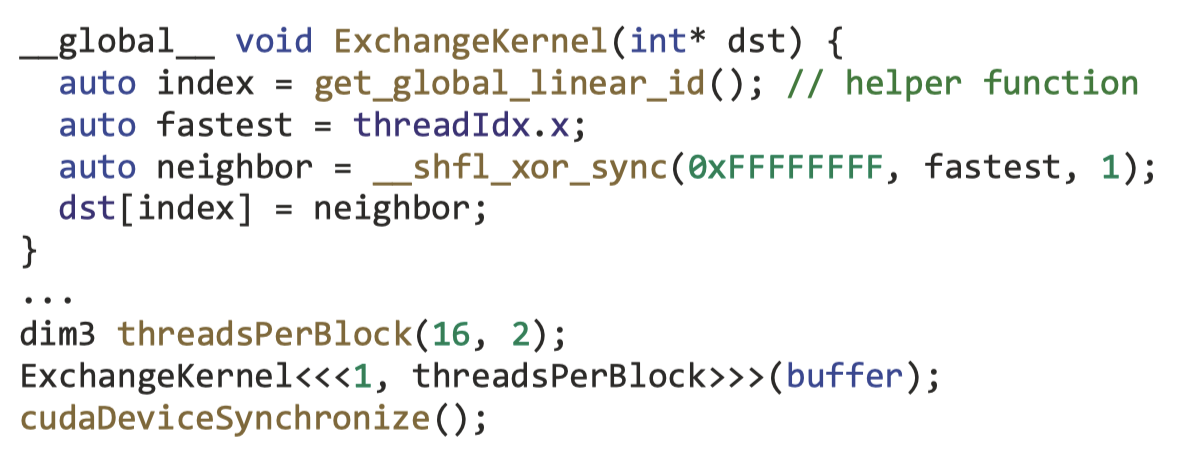 __global__ void ExchangeKernel(int* dst) {
  auto index = get_global_linear_id(); // helper function
  auto fastest = threadIdx.x;
  auto neighbor = __shfl_xor_sync(0xFFFFFFFF, fastest, 1);
  dst[index] = neighbor;
}
...
dim3 threadsPerBlock(16, 2);
ExchangeKernel<<<1, threadsPerBlock>>>(buffer);
cudaDeviceSynchronize();